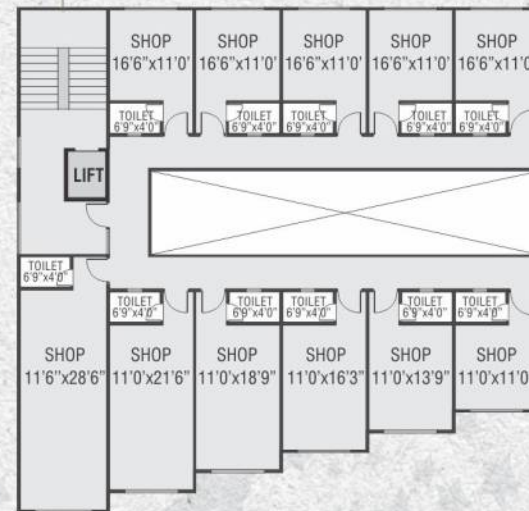 SHOP
16'6"x11'0'
SHOP
16'6"x11'0'
SHOP
16'6"x11'0'
SHOP
16'6"x11'0'
SHOP
16'6"x11'0
TOILET
6'9"x4'0"
TOILET
6'9"x4'0"
TOILET
6'9"x4'0"
TOILET
6'9"x4'0"
TOILET
6'9"x4'0"
LIFT
TOILET
6'9"x4'0"
TOILET
6'9"x4'0"
TOILET
6'9"x4'0"
TOILET
6'9"x4'0"
TOILET
6'9"x4'0"
TOILET
6'9"x4'0"
SHOP
11'6"x28'6"
SHOP
11'0'x21'6"
SHOP
11'0'x18'9"
SHOP
11'0'x16'3"
SHOP
11'0'x13'9"
SHOP
11'0'x11'0